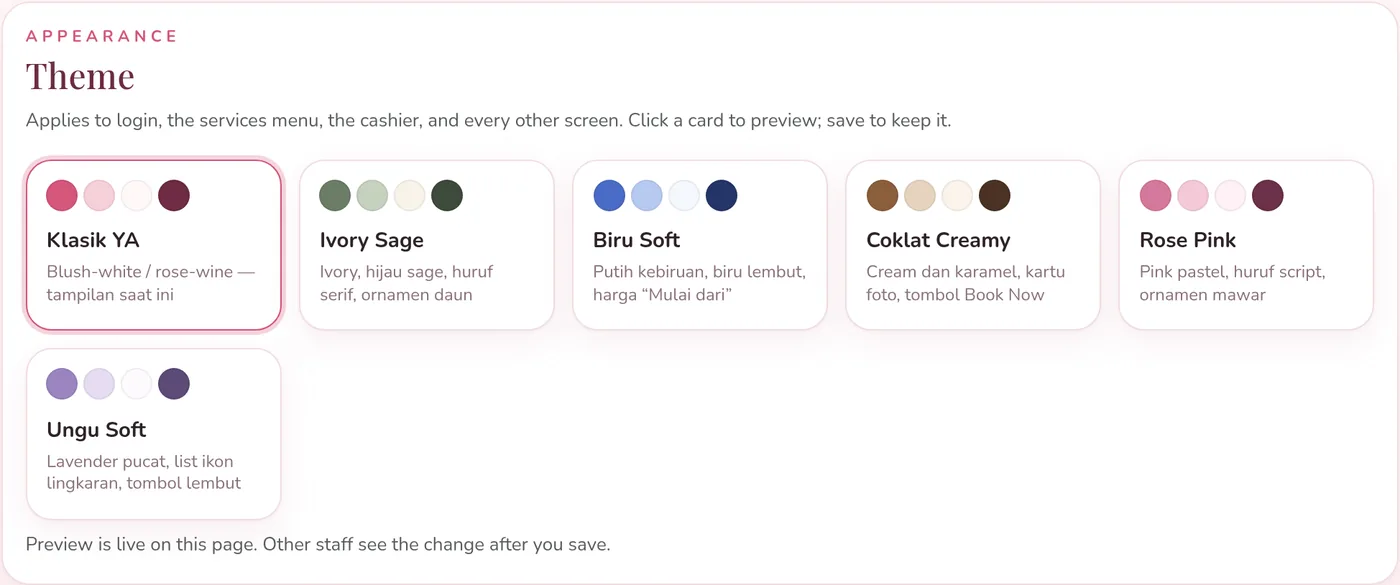 APPEARANCE
Theme
Applies to login, the services menu, the cashier, and every other screen. Click a card to preview; save to keep it.
Klasik YA
Blush-white / rose-wine —
tampilan saat ini
Ivory Sage
Ivory, hijau sage, huruf
serif, ornamen daun
Biru Soft
Putih kebiruan, biru lembut,
harga “Mulai dari”
Coklat Creamy
Cream dan karamel, kartu
foto, tombol Book Now
Rose Pink
Pink pastel, huruf script,
ornamen mawar
Ungu Soft
Lavender pucat, list ikon
lingkaran, tombol lembut
Preview is live on this page. Other staff see the change after you save.